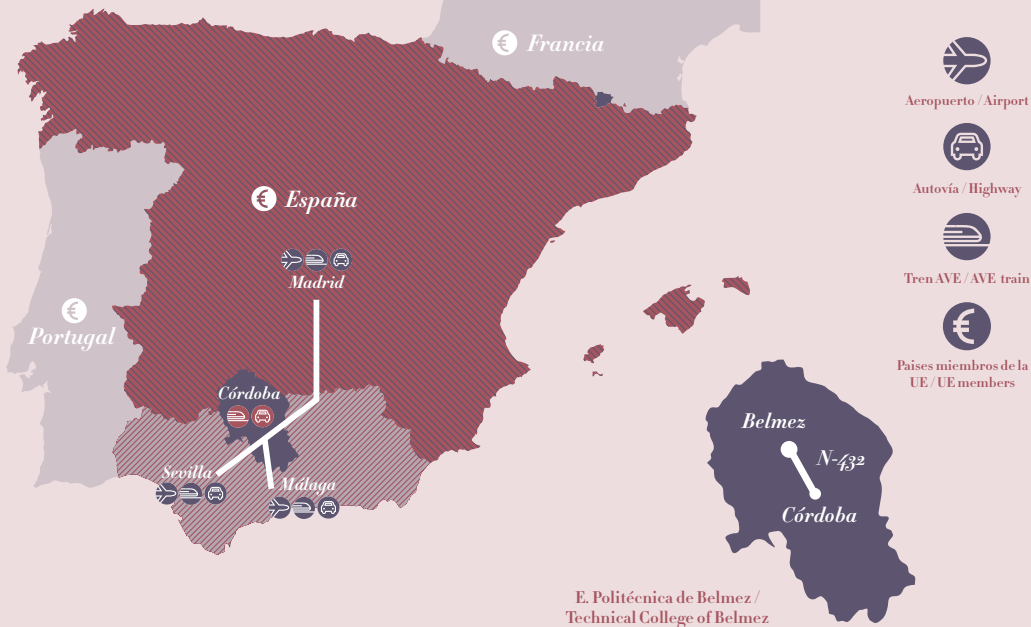 € Francia
Aeropuerto / Airport
Autovía / Highway
€ España
Madrid
Tren AVE / AVE train
€
Portugal
€
Paises miembros de la
UE / UE members
Córdoba
Sevilla
Málaga
Belmez
N-432
Córdoba
E. Politécnica de Belmez /
Technical College of Belmez